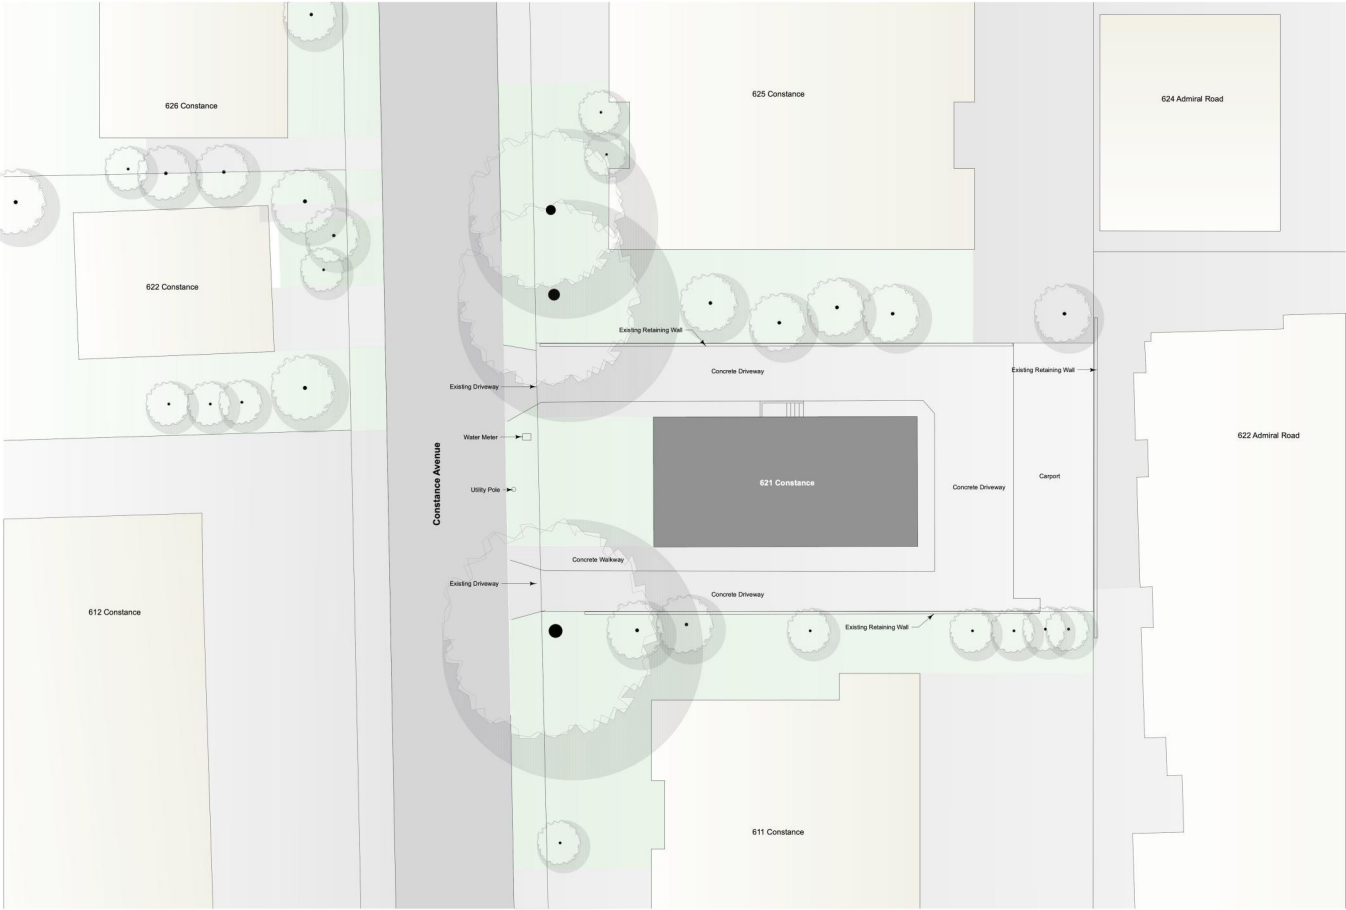 625 Constance
624 Admiral Road
626 Constance
622 Constance
Existing Retaining Wall
Concrete Driveway
Existing Retaining Wall
Existing Driveway
Water Meter
622 Admiral Road
Constance Avenue
Utility Pole
621 Constance
Concrete Driveway
Carport
Concrete Walkway
Existing Driveway
Concrete Driveway
612 Constance
Existing Retaining Wall
611 Constance